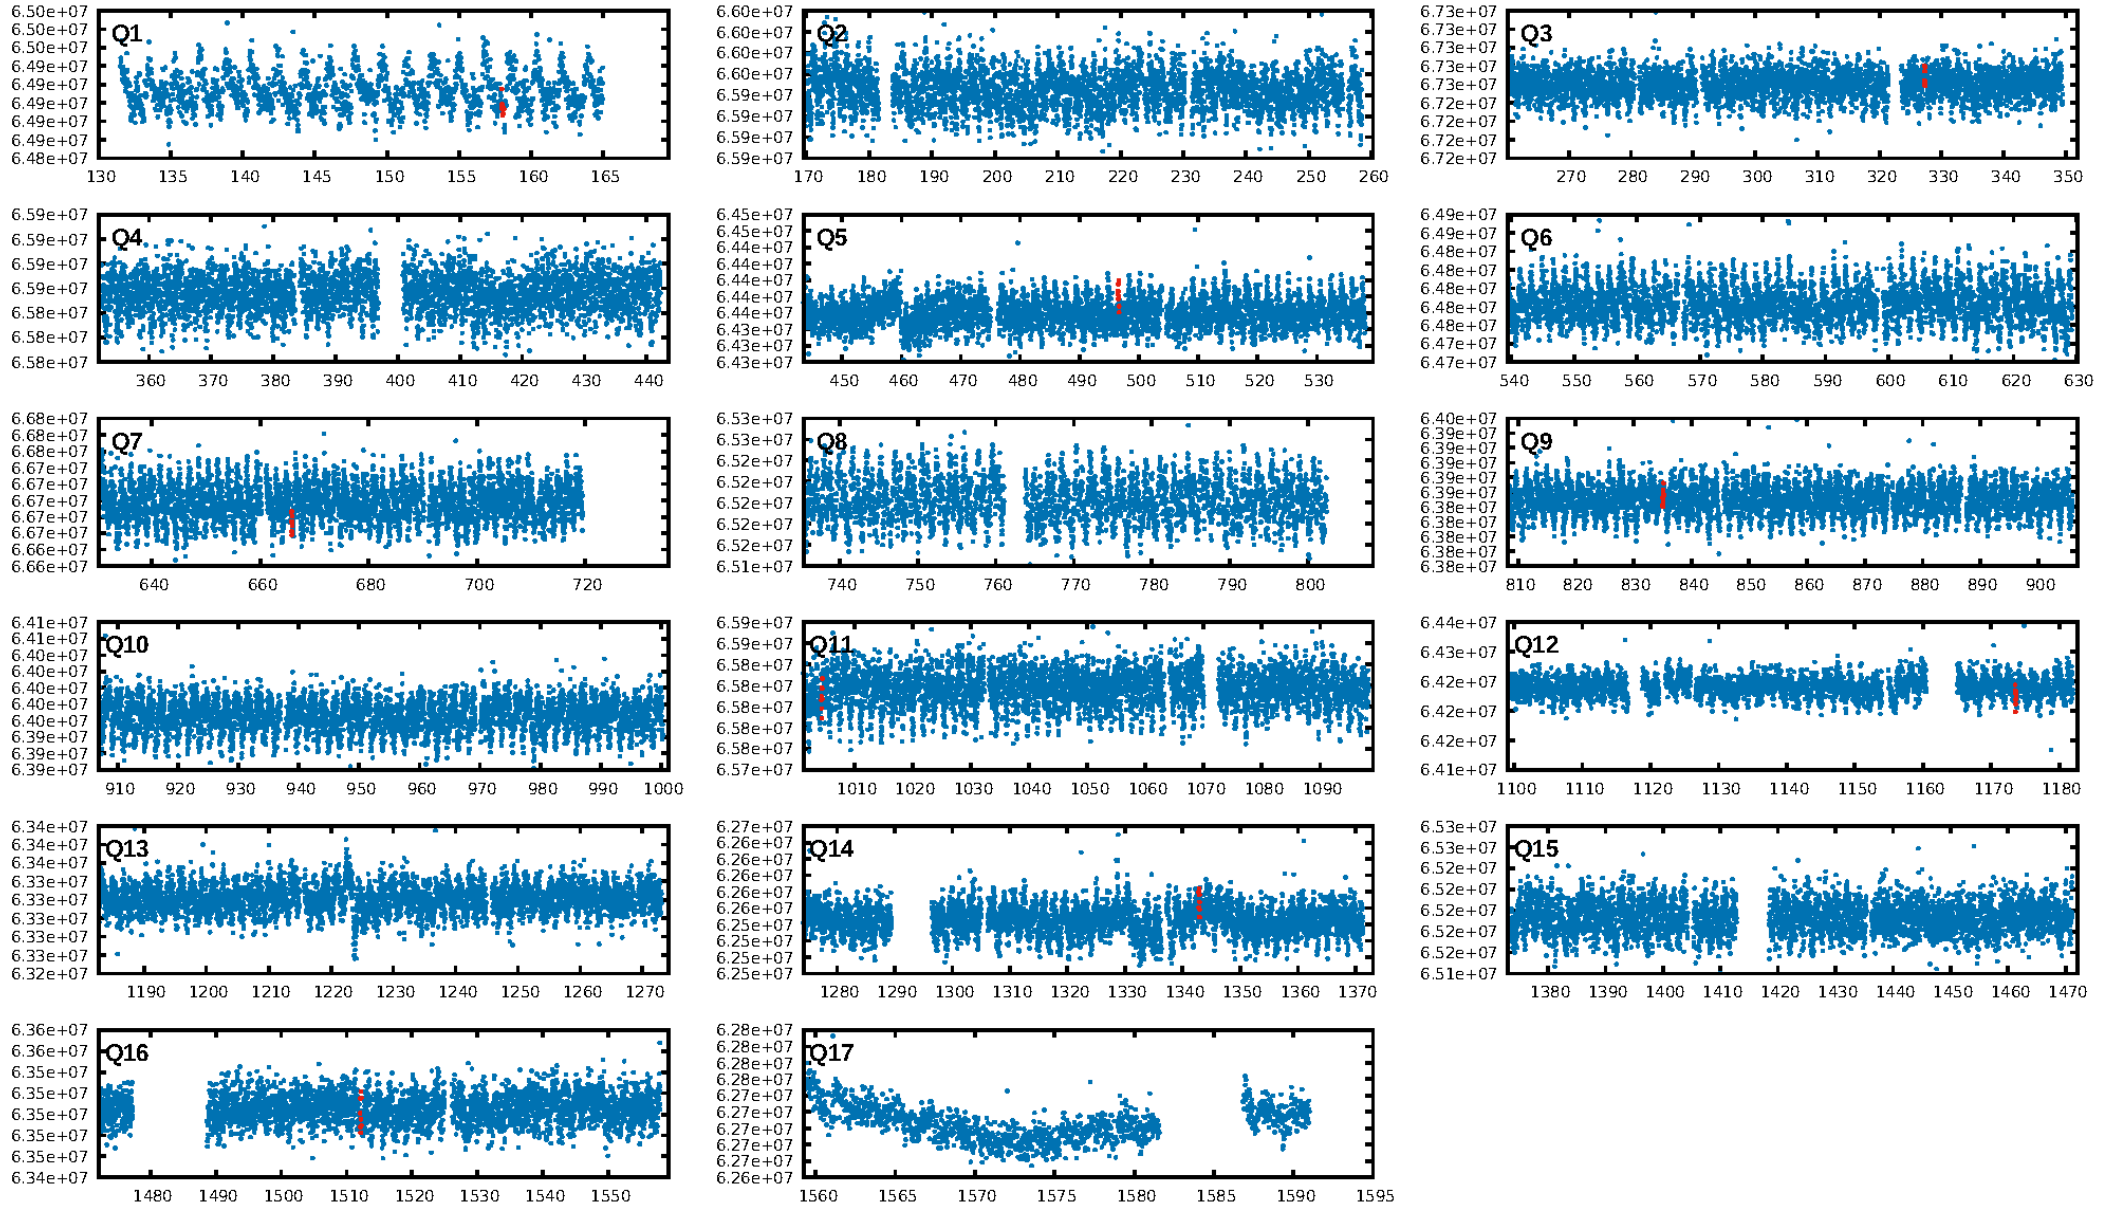 6.50e+07
6.50e+07
6.50e+07
6.49e+07
6.49e+07
6.49e+07
6.49e+07
6.49e+07
6.48e+07
Q1
130 135 140 145 150 155 160 165
6.60e+07
6.60e+07
6.60e+07
6.60e+07
6.59e+07
6.59e+07
6.59e+07
6.59e+07
Q2
170 180 190 200 210 220 230 240 250 260
6.73e+07
6.73e+07
6.73e+07
6.73e+07
6.73e+07
6.72e+07
6.72e+07
6.72e+07
6.72e+07
Q3
270 280 290 300 310 320 330 340 350
6.59e+07
6.59e+07
6.59e+07
6.59e+07
6.58e+07
6.58e+07
6.58e+07
Q4
360 370 380 390 400 410 420 430 440
6.45e+07
6.45e+07
6.44e+07
6.44e+07
6.44e+07
6.44e+07
6.44e+07
6.43e+07
6.43e+07
6.43e+07
Q5
450 460 470 480 490 500 510 520 530
6.49e+07
6.49e+07
6.48e+07
6.48e+07
6.48e+07
6.48e+07
6.48e+07
6.47e+07
6.47e+07
Q6
540 550 560 570 580 590 600 610 620 630
6.68e+07
6.68e+07
6.68e+07
6.67e+07
6.67e+07
6.67e+07
6.67e+07
6.67e+07
6.66e+07
6.66e+07
Q7
640 660 680 700 720
6.53e+07
6.53e+07
6.52e+07
6.52e+07
6.52e+07
6.52e+07
6.52e+07
6.51e+07
Q8
740 750 760 770 780 790 800
6.40e+07
6.39e+07
6.39e+07
6.39e+07
6.39e+07
6.39e+07
6.38e+07
6.38e+07
6.38e+07
6.38e+07
6.38e+07
Q9
810 820 830 840 850 860 870 880 890 900
6.41e+07
6.41e+07
6.40e+07
6.40e+07
6.40e+07
6.40e+07
6.40e+07
6.39e+07
6.39e+07
6.39e+07
Q10
910 920 930 940 950 960 970 980 990 1000
6.59e+07
6.59e+07
6.58e+07
6.58e+07
6.58e+07
6.58e+07
6.58e+07
6.57e+07
Q11
1010 1020 1030 1040 1050 1060 1070 1080 1090
6.44e+07
6.43e+07
6.42e+07
6.42e+07
6.42e+07
6.41e+07
Q12
1100 1110 1120 1130 1140 1150 1160 1170 1180
6.34e+07
6.34e+07
6.34e+07
6.33e+07
6.33e+07
6.33e+07
6.33e+07
6.33e+07
6.32e+07
Q13
1190 1200 1210 1220 1230 1240 1250 1260 1270
6.27e+07
6.26e+07
6.26e+07
6.26e+07
6.26e+07
6.26e+07
6.25e+07
6.25e+07
6.25e+07
6.25e+07
Q14
1280 1290 1300 1310 1320 1330 1340 1350 1360 1370
6.53e+07
6.53e+07
6.52e+07
6.52e+07
6.52e+07
6.52e+07
6.52e+07
6.51e+07
Q15
1380 1390 1400 1410 1420 1430 1440 1450 1460 1470
6.36e+07
6.36e+07
6.35e+07
6.35e+07
6.35e+07
6.35e+07
6.35e+07
6.34e+07
Q16
1480 1490 1500 1510 1520 1530 1540 1550
6.28e+07
6.28e+07
6.28e+07
6.28e+07
6.27e+07
6.27e+07
6.27e+07
6.27e+07
6.27e+07
6.26e+07
Q17
1560 1565 1570 1575 1580 1585 1590 1595